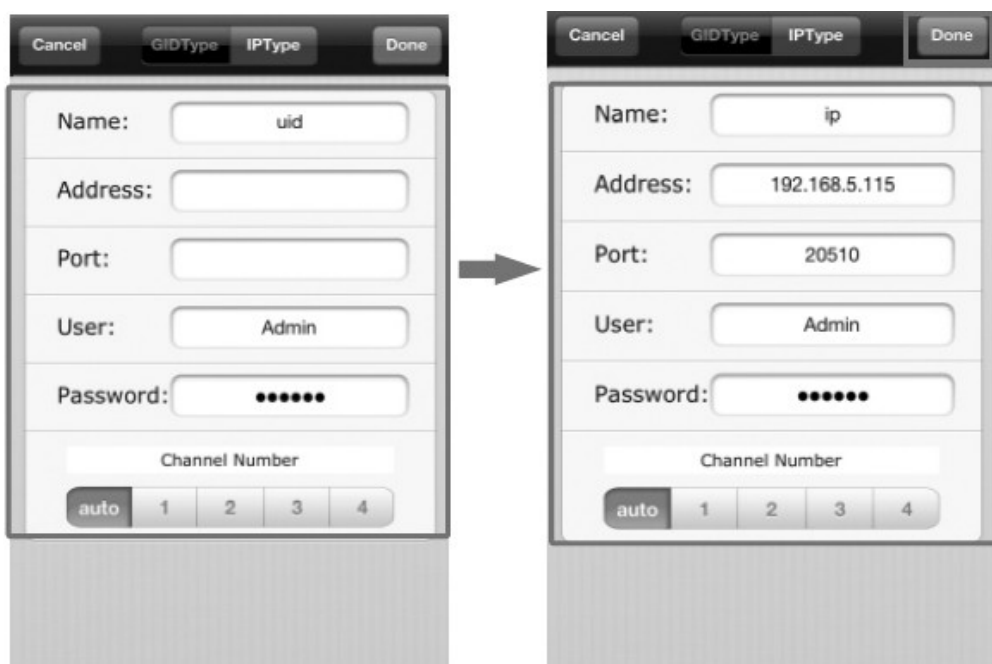 Cancel GIDType IPType Done
Name: uid
Address:
Port:
User: Admin
Password: ••••••
Channel Number
auto 1 2 3 4
Cancel GIDType IPType Done
Name: ip
Address: 192.168.5.115
Port: 20510
User: Admin
Password: ••••••
Channel Number
auto 1 2 3 4